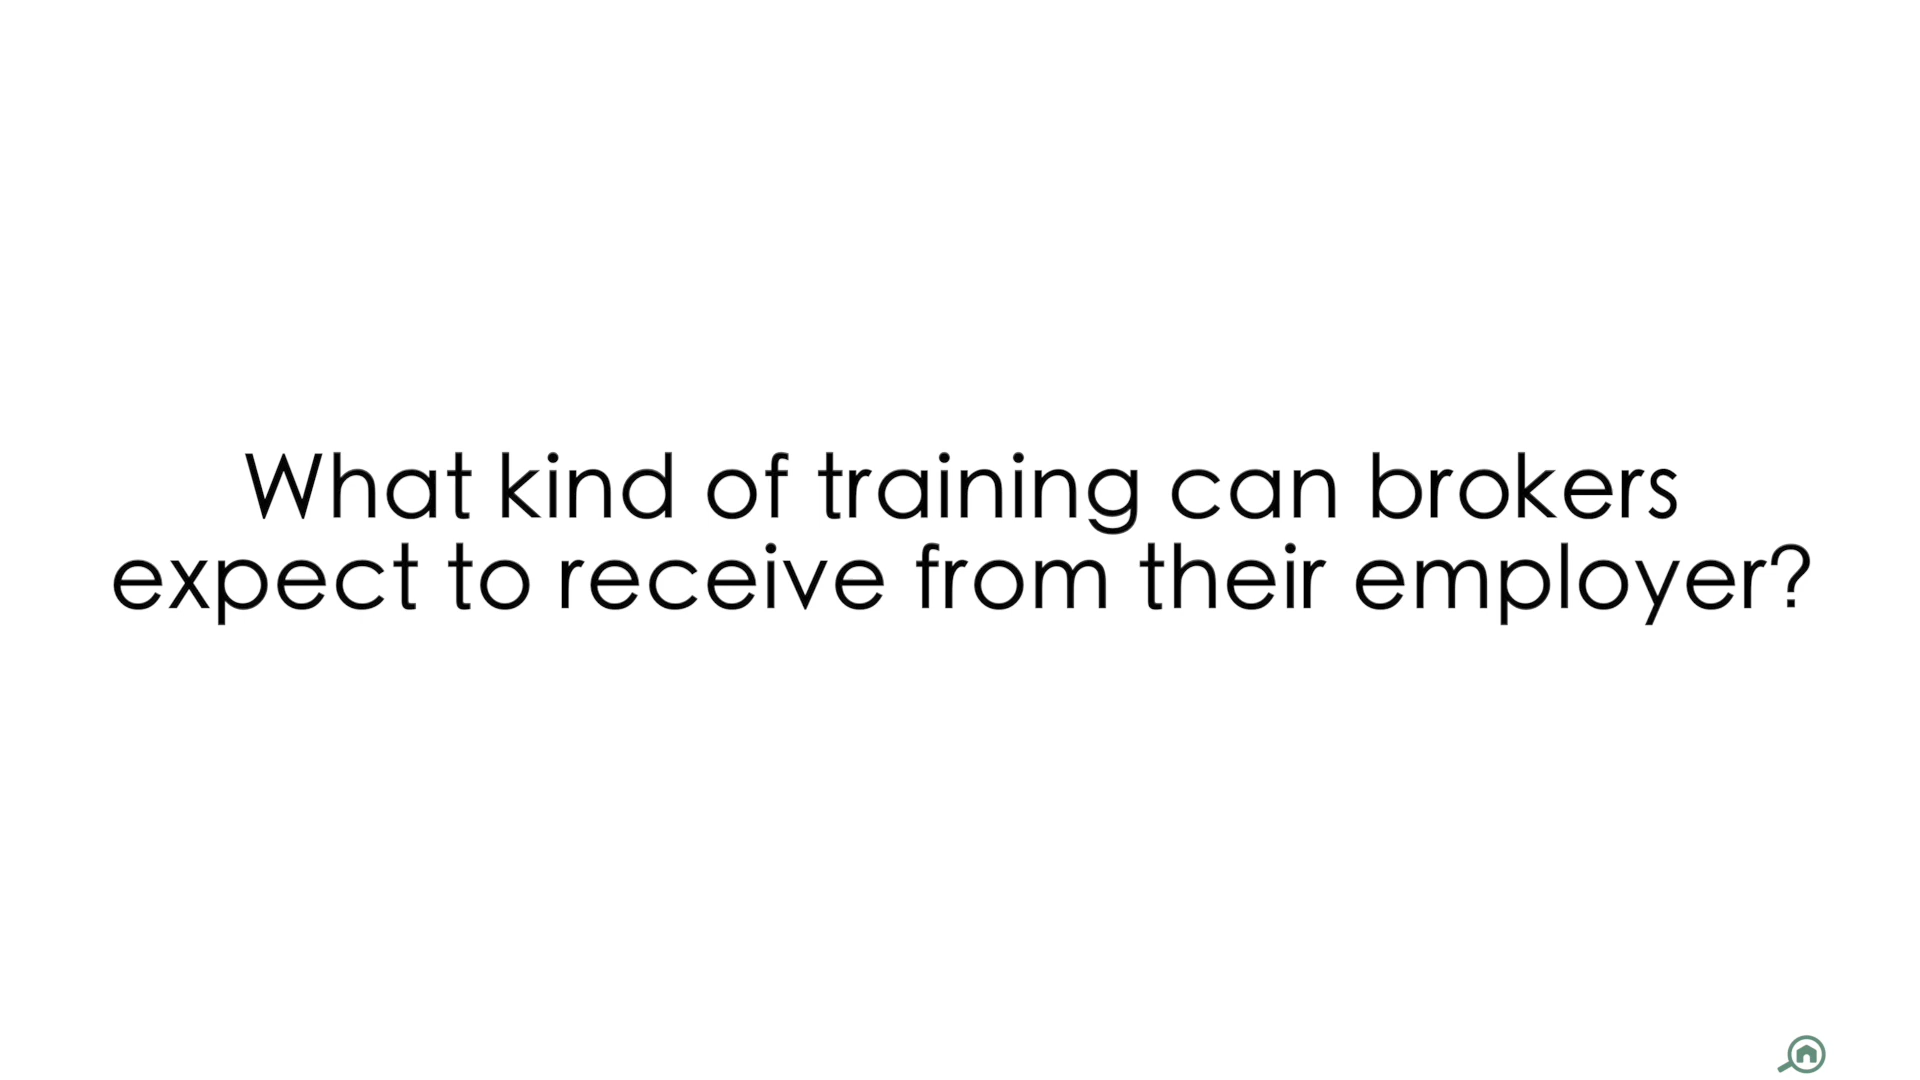 What kind of training can brokers
expect to receive from their employer?